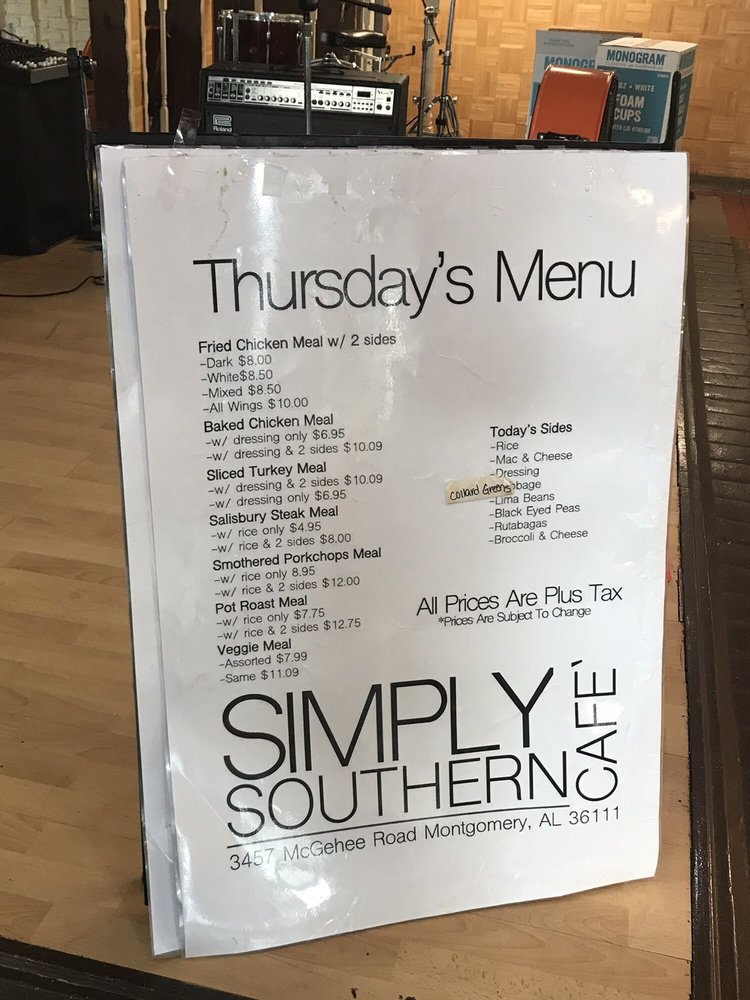 MONOGRAM
MONOGR
OZ • WHITE
FOAM
CUPS
Roland
Thursday's Menu
Fried Chicken Meal w/ 2 sides
-Dark $8.00
-White$8.50
-Mixed $8.50
-All Wings $10.00
Baked Chicken Meal
-w/ dressing only $6.95
-w/ dressing & 2 sides $10.09
Sliced Turkey Meal
-w/ dressing & 2 sides $10.09
-w/ dressing only $6.95
Salisbury Steak Meal
-w/ rice only $4.95
-w/ rice & 2 sides $8.00
Smothered Porkchops Meal
-w/ rice only 8.95
-w/ rice & 2 sides $12.00
Pot Roast Meal
-w/ rice only $7.75
-w/ rice & 2 sides $12.75
Veggie Meal
-Assorted $7.99
-Same $11.09
Today's Sides
-Rice
-Mac & Cheese
-Dressing
Collard Greens
bbage
-Lima Beans
-Black Eyed Peas
-Rutabagas
-Broccoli & Cheese
All Prices Are Plus Tax
*Prices Are Subject To Change
SIMPLY
SOUTHERN
CAFÈ
3457 McGehee Road Montgomery, AL 36111